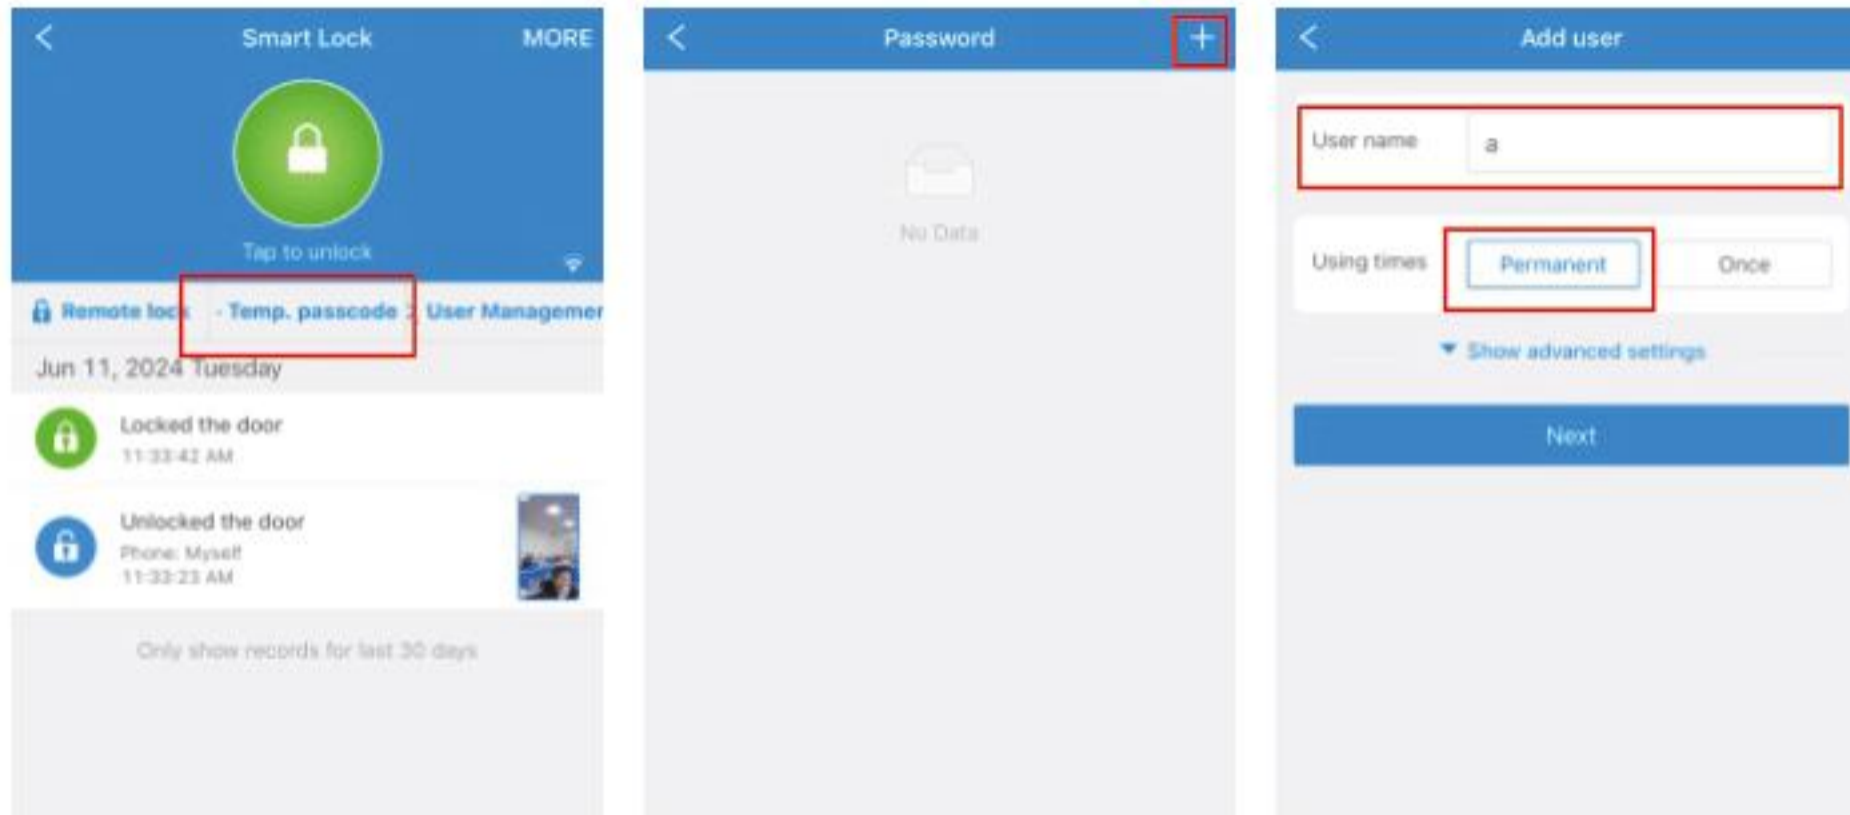 Smart Lock
MORE
Tap to unlock
Remote lock
Temp. passcode
User Managemer
Jun 11, 2024 Tuesday
Locked the door
11:33:42 AM
Unlocked the door
Phone: Myself
11:33:23 AM
Only show records for last 30 days
Password
No Data
Add user
User name
a
Using times
Permanent
Once
Show advanced settings
Next